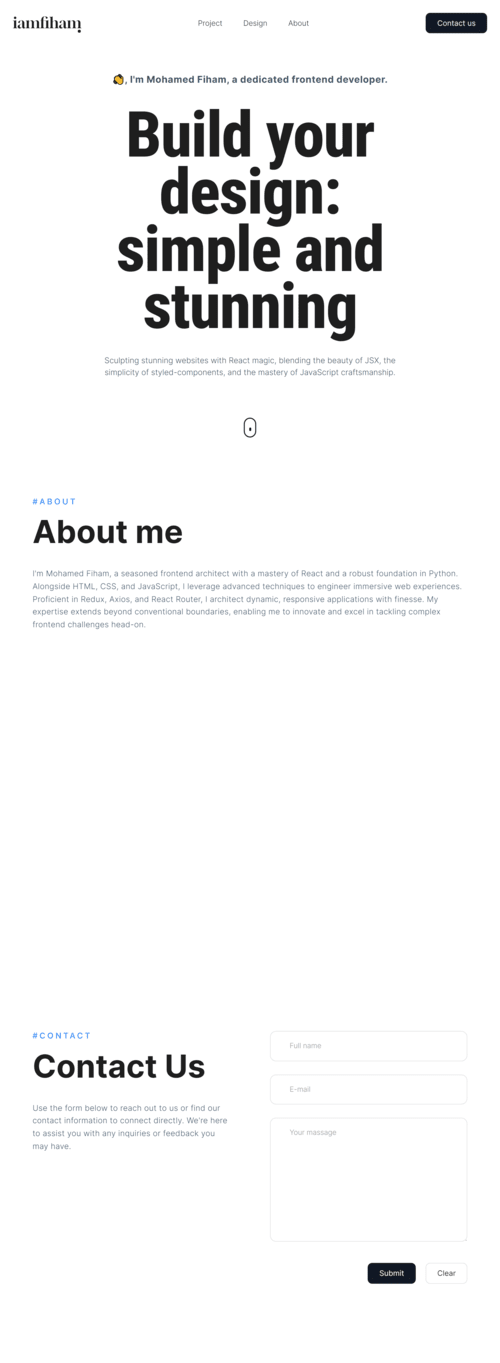 iamfiham
Project
Design
About
Contact us
👋, I'm Mohamed Fiham, a dedicated frontend developer.
Build your
design:
simple and
stunning
Sculpting stunning websites with React magic, blending the beauty of JSX, the
simplicity of styled-components, and the mastery of JavaScript craftsmanship.
#ABOUT
About me
I'm Mohamed Fiham, a seasoned frontend architect with a mastery of React and a robust foundation in Python.
Alongside HTML, CSS, and JavaScript, I leverage advanced techniques to engineer immersive web experiences.
Proficient in Redux, Axios, and React Router, I architect dynamic, responsive applications with finesse. My
expertise extends beyond conventional boundaries, enabling me to innovate and excel in tackling complex
frontend challenges head-on.
#CONTACT
Contact Us
Use the form below to reach out to us or find our
contact information to connect directly. We're here
to assist you with any inquiries or feedback you
may have.
Full name
E-mail
Your massage
Submit
Clear